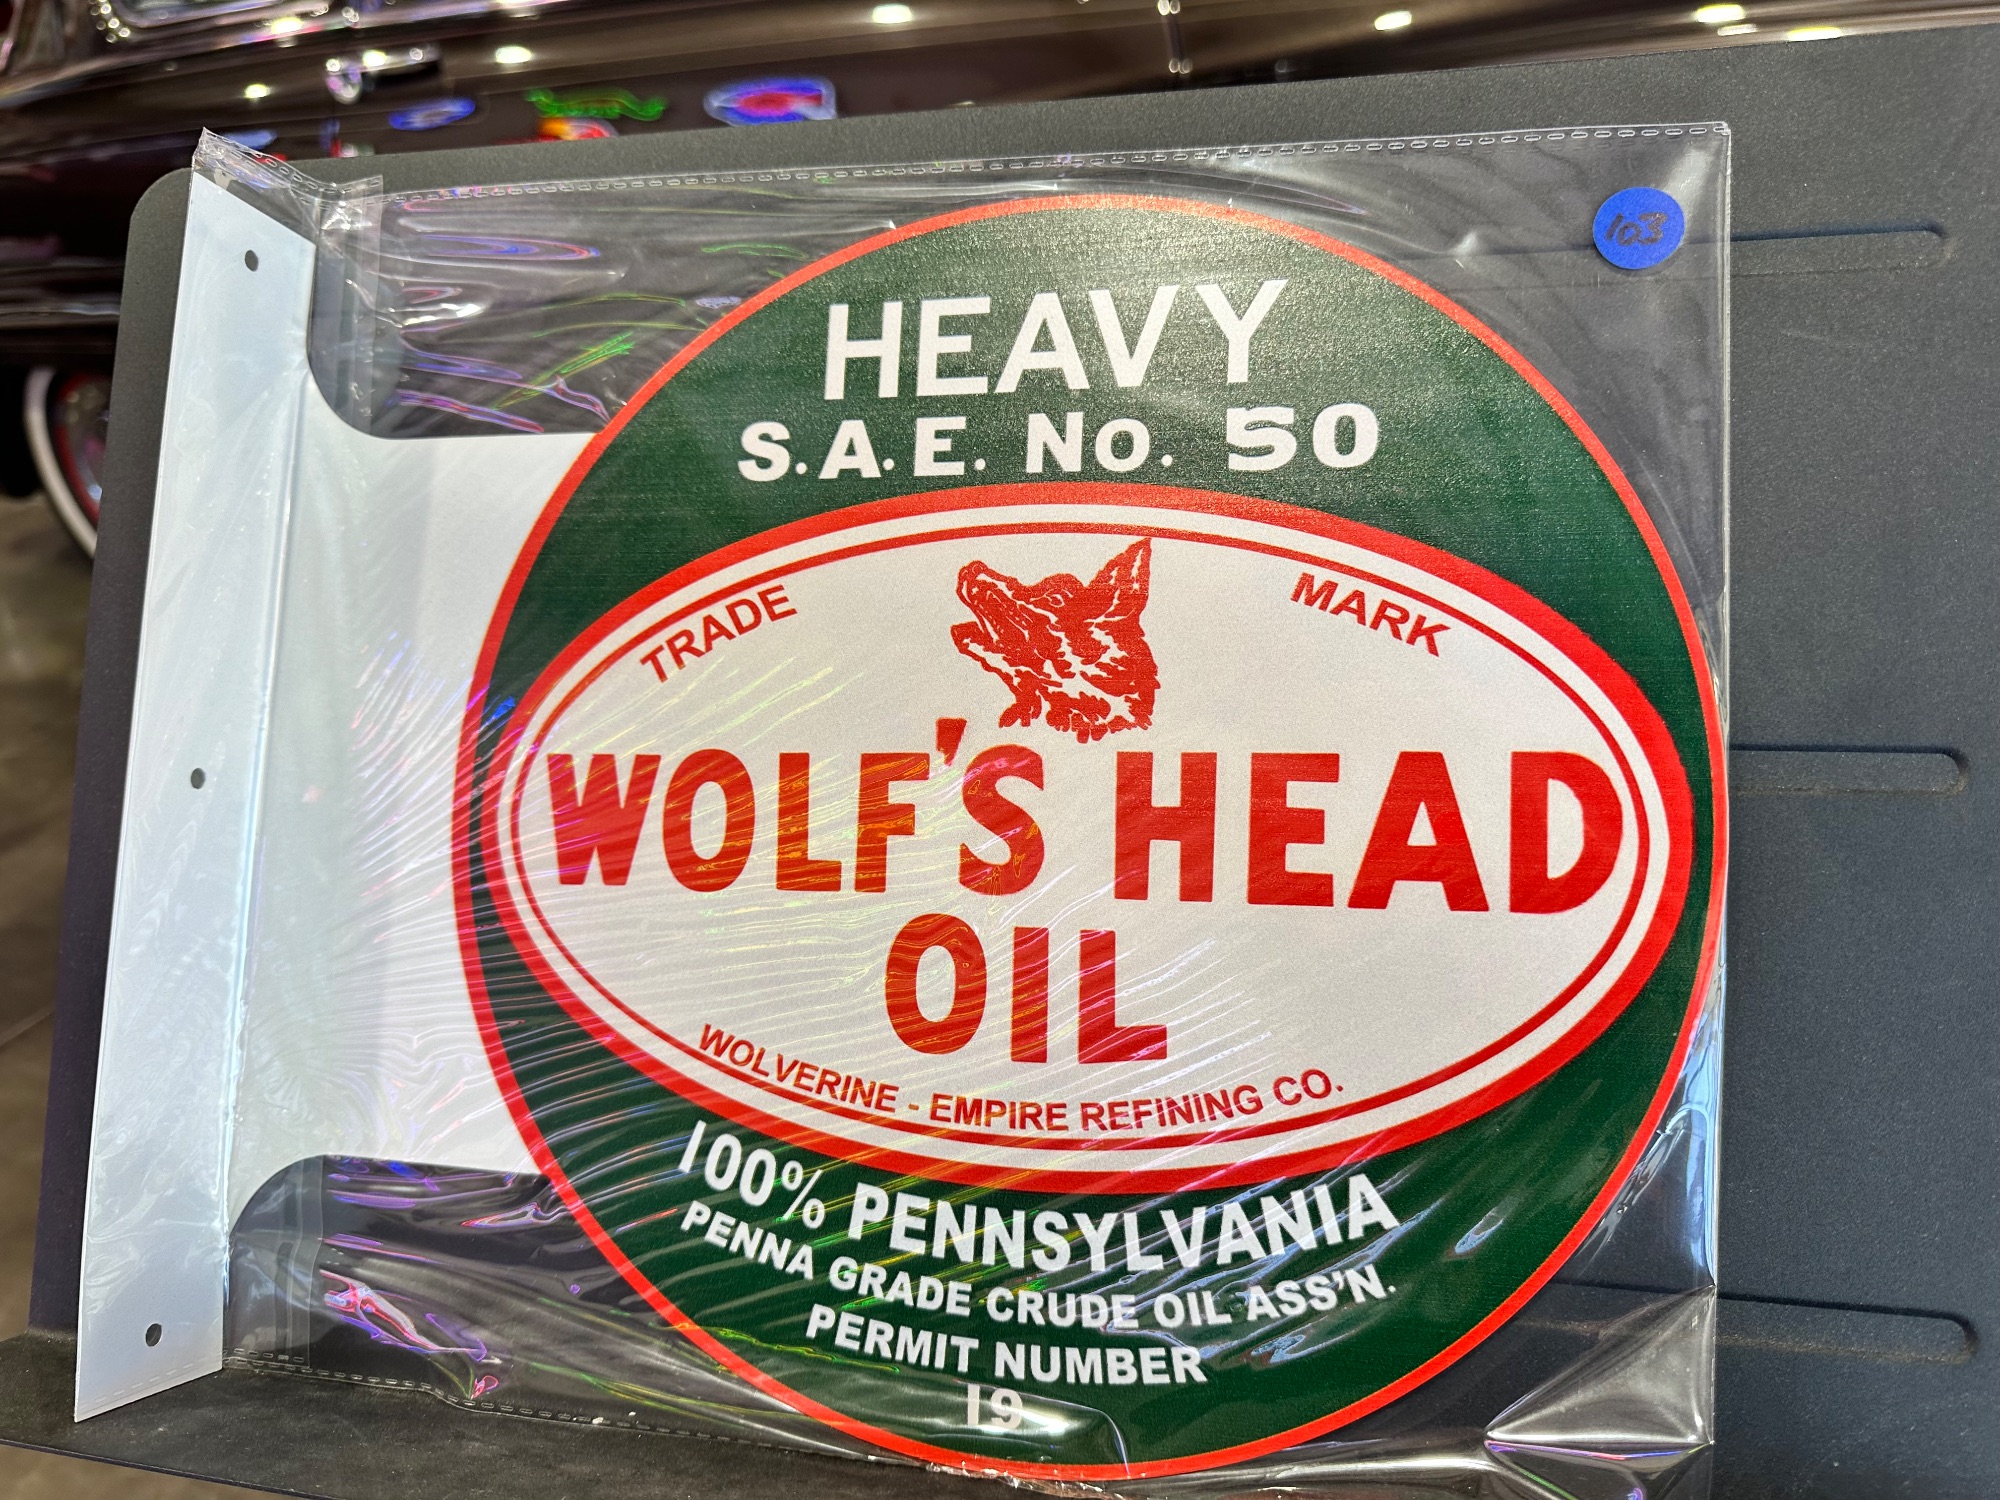 103
HEAVY
S.A.E. No. 50
TRADE MARK
WOLF'S HEAD
OIL
WOLVERINE - EMPIRE REFINING CO.
100% PENNSYLVANIA
PENNA GRADE CRUDE OIL ASS'N.
PERMIT NUMBER
19